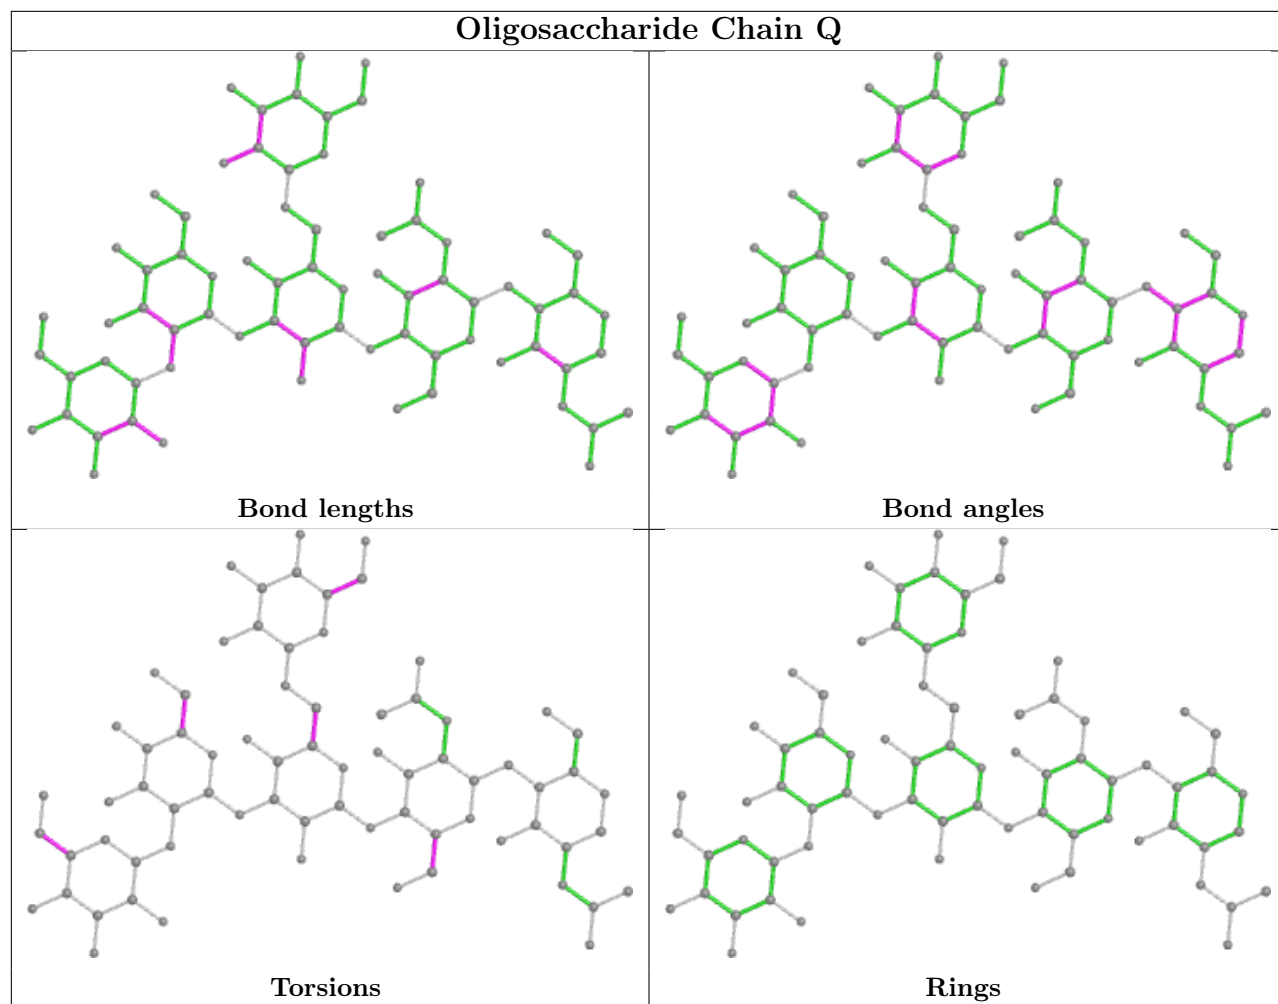 Oligosaccharide Chain Q
Bond lengths
Bond angles
Torsions
Rings